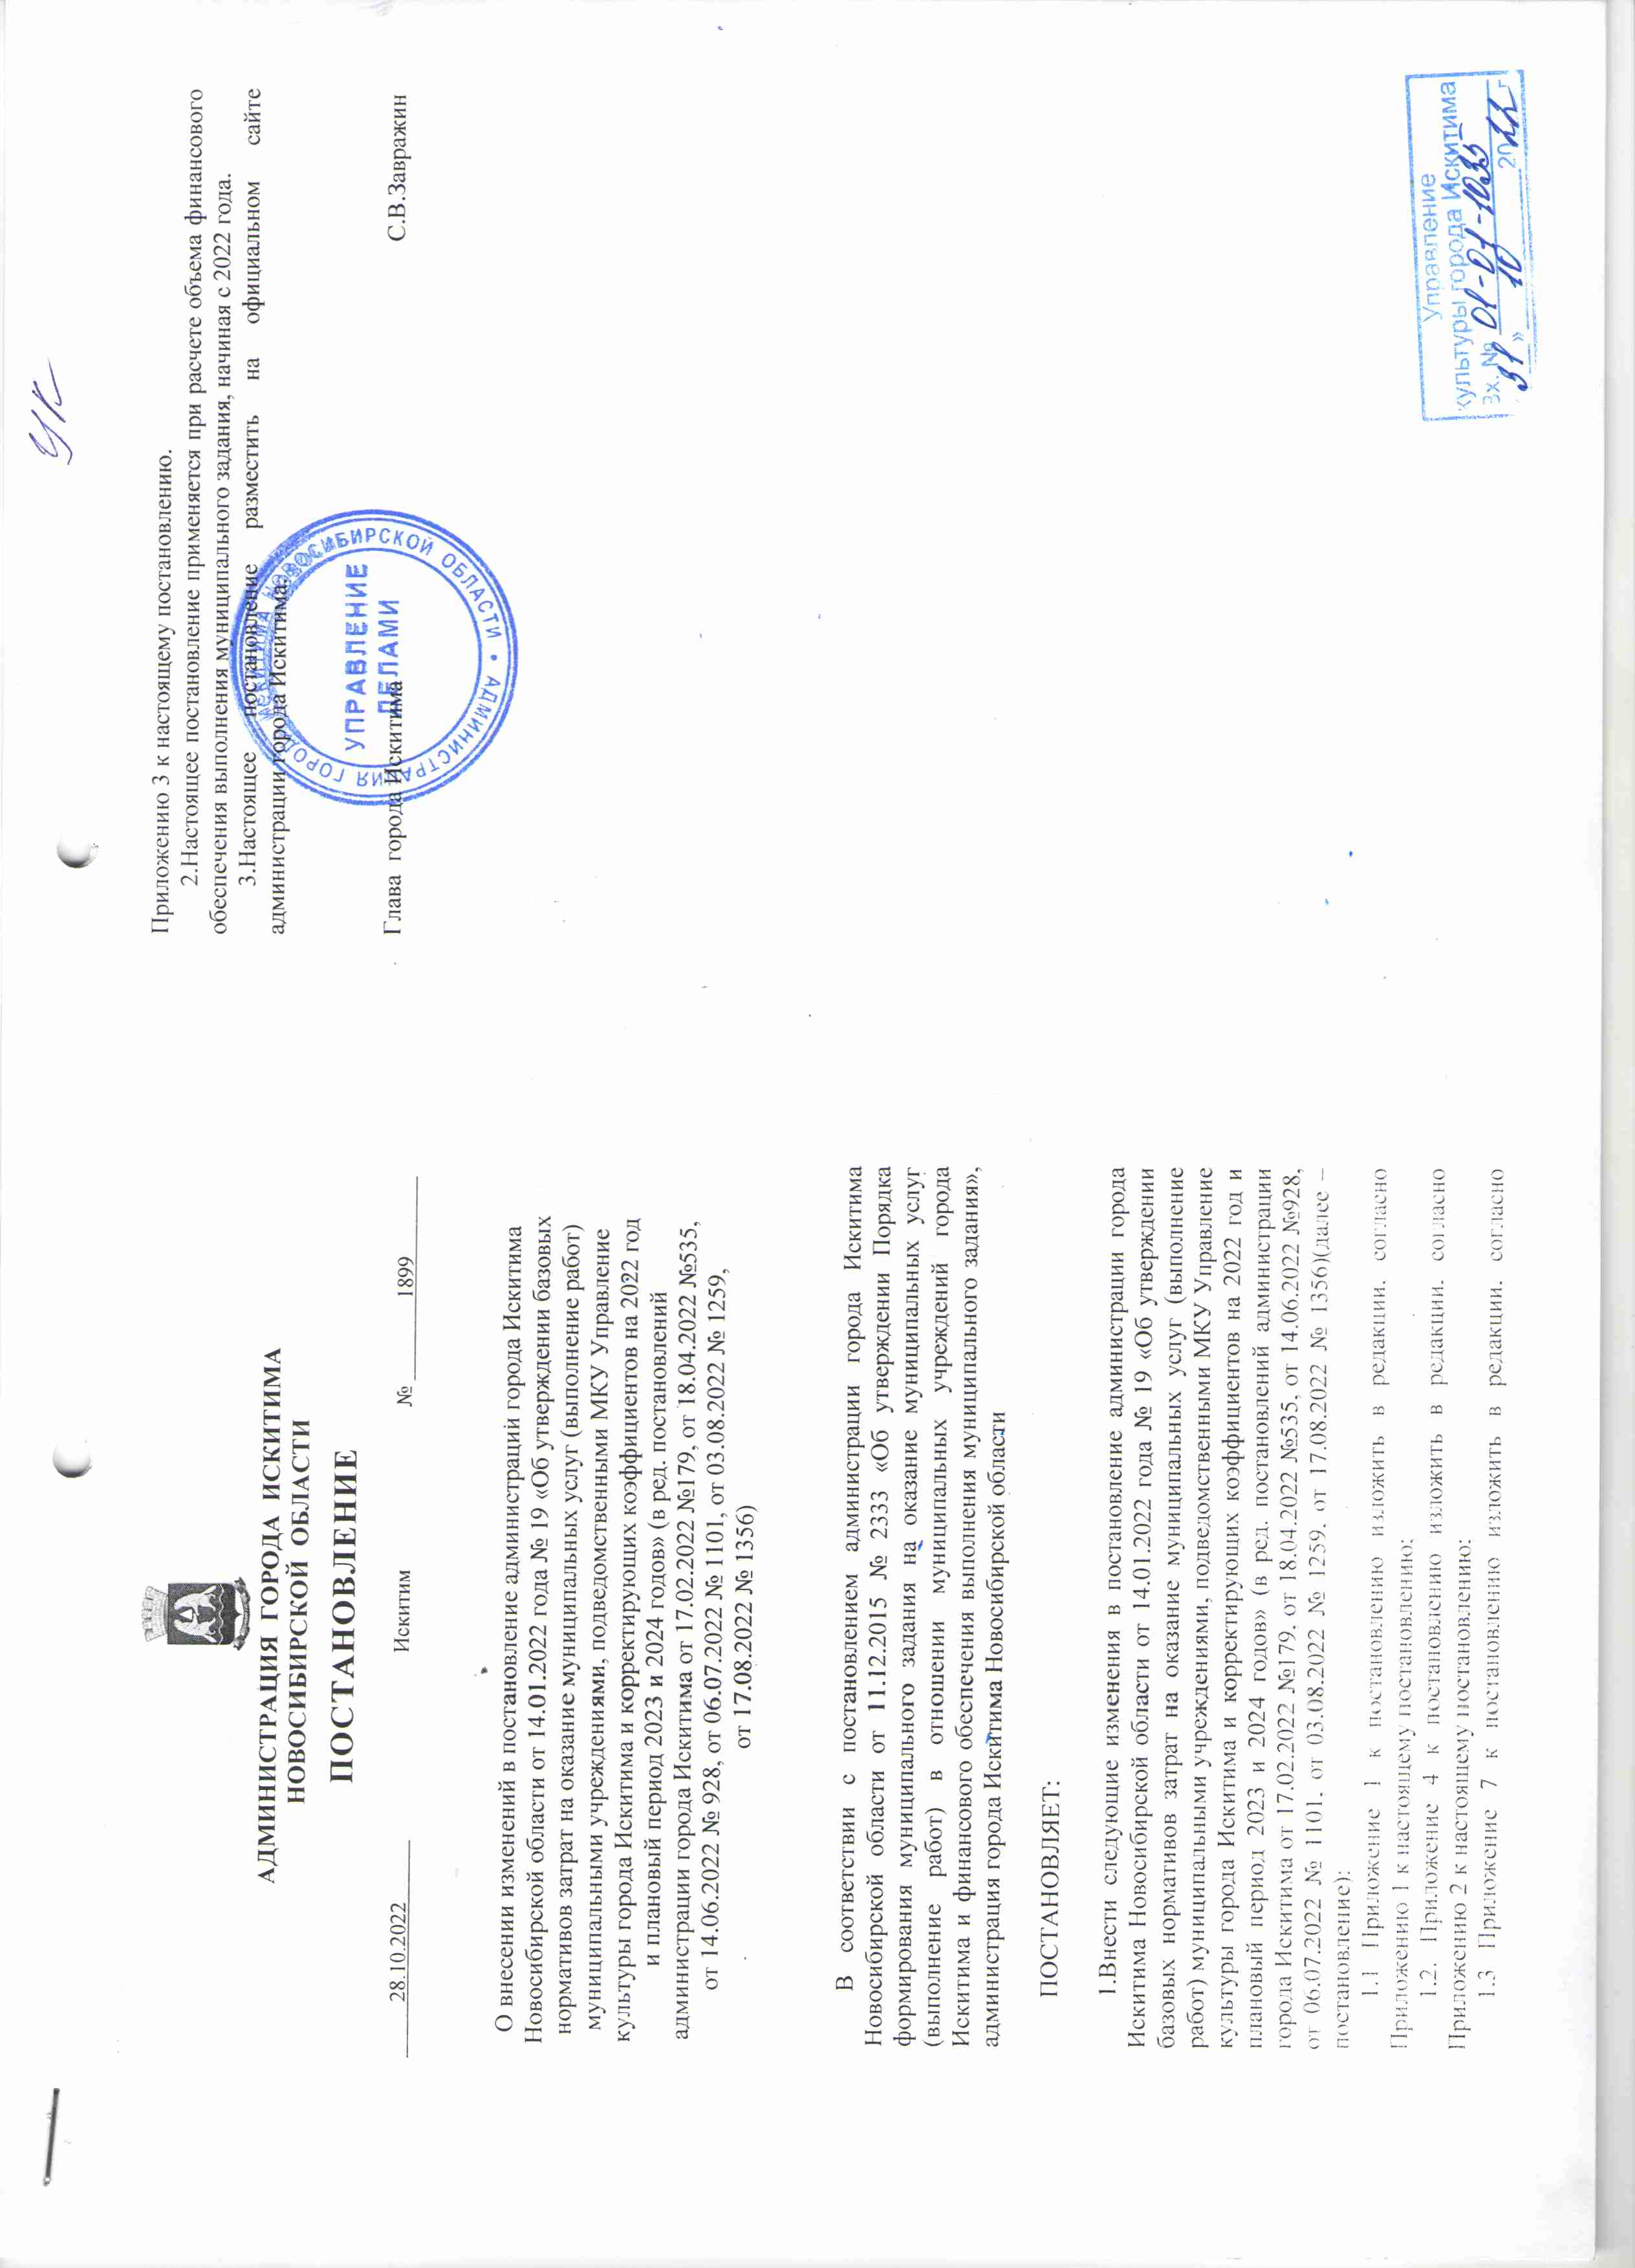 АДМИНИСТРАЦИЯ ГОРОДА ИСКИТИМА
НОВОСИБИРСКОЙ ОБЛАСТИ
ПОСТАНОВЛЕНИЕ
28.10.2022 Искитим № 1899
О внесении изменений в постановление администраций города Искитима
Новосибирской области от 14.01.2022 года № 19 «Об утверждении базовых
нормативов затрат на оказание муниципальных услуг (выполнение работ)
муниципальными учреждениями, подведомственными МКУ Управление
культуры города Искитима и корректирующих коэффициентов на 2022 год
и плановый период 2023 и 2024 годов» (в ред. постановлений
администрации города Искитима от 17.02.2022 №179, от 18.04.2022 №535,
от 14.06.2022 № 928, от 06.07.2022 № 1101, от 03.08.2022 № 1259,
от 17.08.2022 № 1356)
В соответствии с постановлением администрации города Искитима
Новосибирской области от 11.12.2015 № 2333 «Об утверждении Порядка
формирования муниципального задания на оказание муниципальных услуг
(выполнение работ) в отношении муниципальных учреждений города
Искитима и финансового обеспечения выполнения муниципального задания»,
администрация города Искитима Новосибирской области
ПОСТАНОВЛЯЕТ:
1.Внести следующие изменения в постановление администрации города
Искитима Новосибирской области от 14.01.2022 года № 19 «Об утверждении
базовых нормативов затрат на оказание муниципальных услуг (выполнение
работ) муниципальными учреждениями, подведомственными МКУ Управление
культуры города Искитима и корректирующих коэффициентов на 2022 год и
плановый период 2023 и 2024 годов» (в ред. постановлений администрации
города Искитима от 17.02.2022 №179, от 18.04.2022 №535, от 14.06.2022 №928,
от 06.07.2022 № 1101, от 03.08.2022 № 1259, от 17.08.2022 № 1356)(далее –
постановление):
1.1 Приложение 1 к постановлению изложить в редакции, согласно
Приложению 1 к настоящему постановлению;
1.2. Приложение 4 к постановлению изложить в редакции, согласно
Приложению 2 к настоящему постановлению;
1.3 Приложение 7 к постановлению изложить в редакции, согласно
УК
Приложению 3 к настоящему постановлению.
2.Настоящее постановление применяется при расчете объема финансового
обеспечения выполнения муниципального задания, начиная с 2022 года.
3.Настоящее постановление разместить на официальном сайте
администрации города Искитима.
Глава города Искитима С.В.Завражин
АДМИНИСТРАЦИЯ ГОРОДА ИСКИТИМА НОВОСИБИРСКОЙ ОБЛАСТИ •
УПРАВЛЕНИЕ
ДЕЛАМИ
Управление
культуры города Искитима
Вх. № 01-01-1035
31 » 10 2022 г